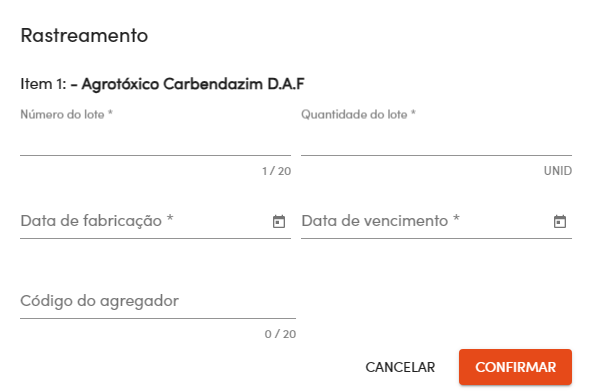 Rastreamento
Item 1: - Agrotóxico Carbendazim D.A.F
Número do lote *
Quantidade do lote *
1 / 20
UNID
Data de fabricação *
Data de vencimento *
Código do agregador
0 / 20
CANCELAR
CONFIRMAR